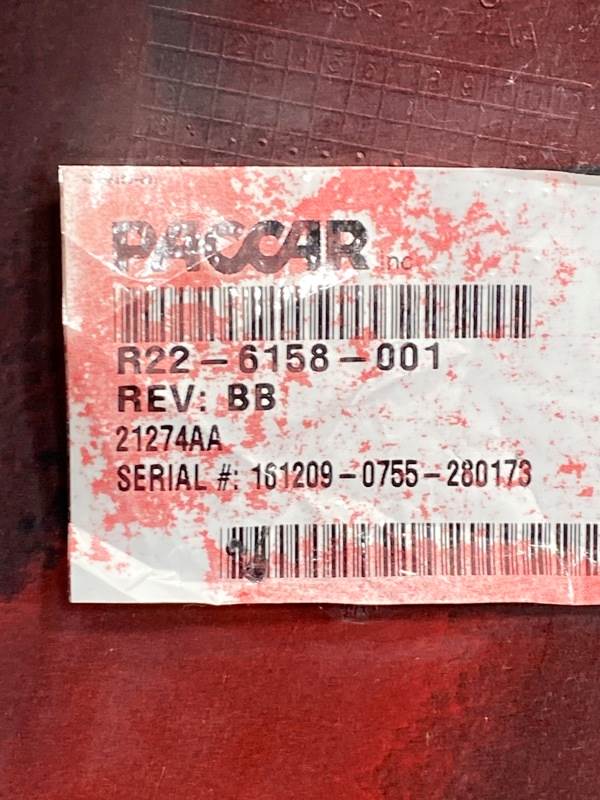 PACCAR Inc
R22-6158-001
REV: BB
21274AA
SERIAL #: 161209-0755-280173